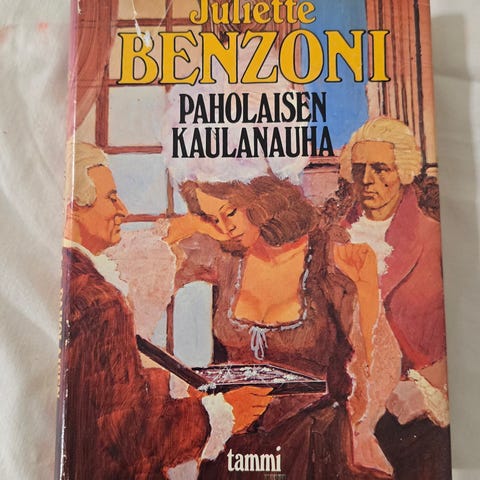 Juliette
BENZONI
PAHOLAISEN
KAULANAUHA
tammi